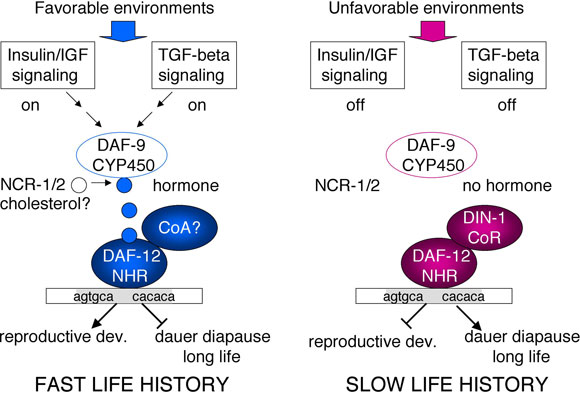 Favorable environments
Insulin/IGF
signaling
TGF-beta
signaling
on
on
DAF-9
CYP450
NCR-1/2
cholesterol?
hormone
CoA?
DAF-12
NHR
agtgca cacaca
reproductive dev.
dauer diapause
long life
FAST LIFE HISTORY
Unfavorable environments
Insulin/IGF
signaling
TGF-beta
signaling
off
off
DAF-9
CYP450
NCR-1/2
no hormone
DIN-1
CoR
DAF-12
NHR
agtgca cacaca
reproductive dev.
dauer diapause
long life
SLOW LIFE HISTORY